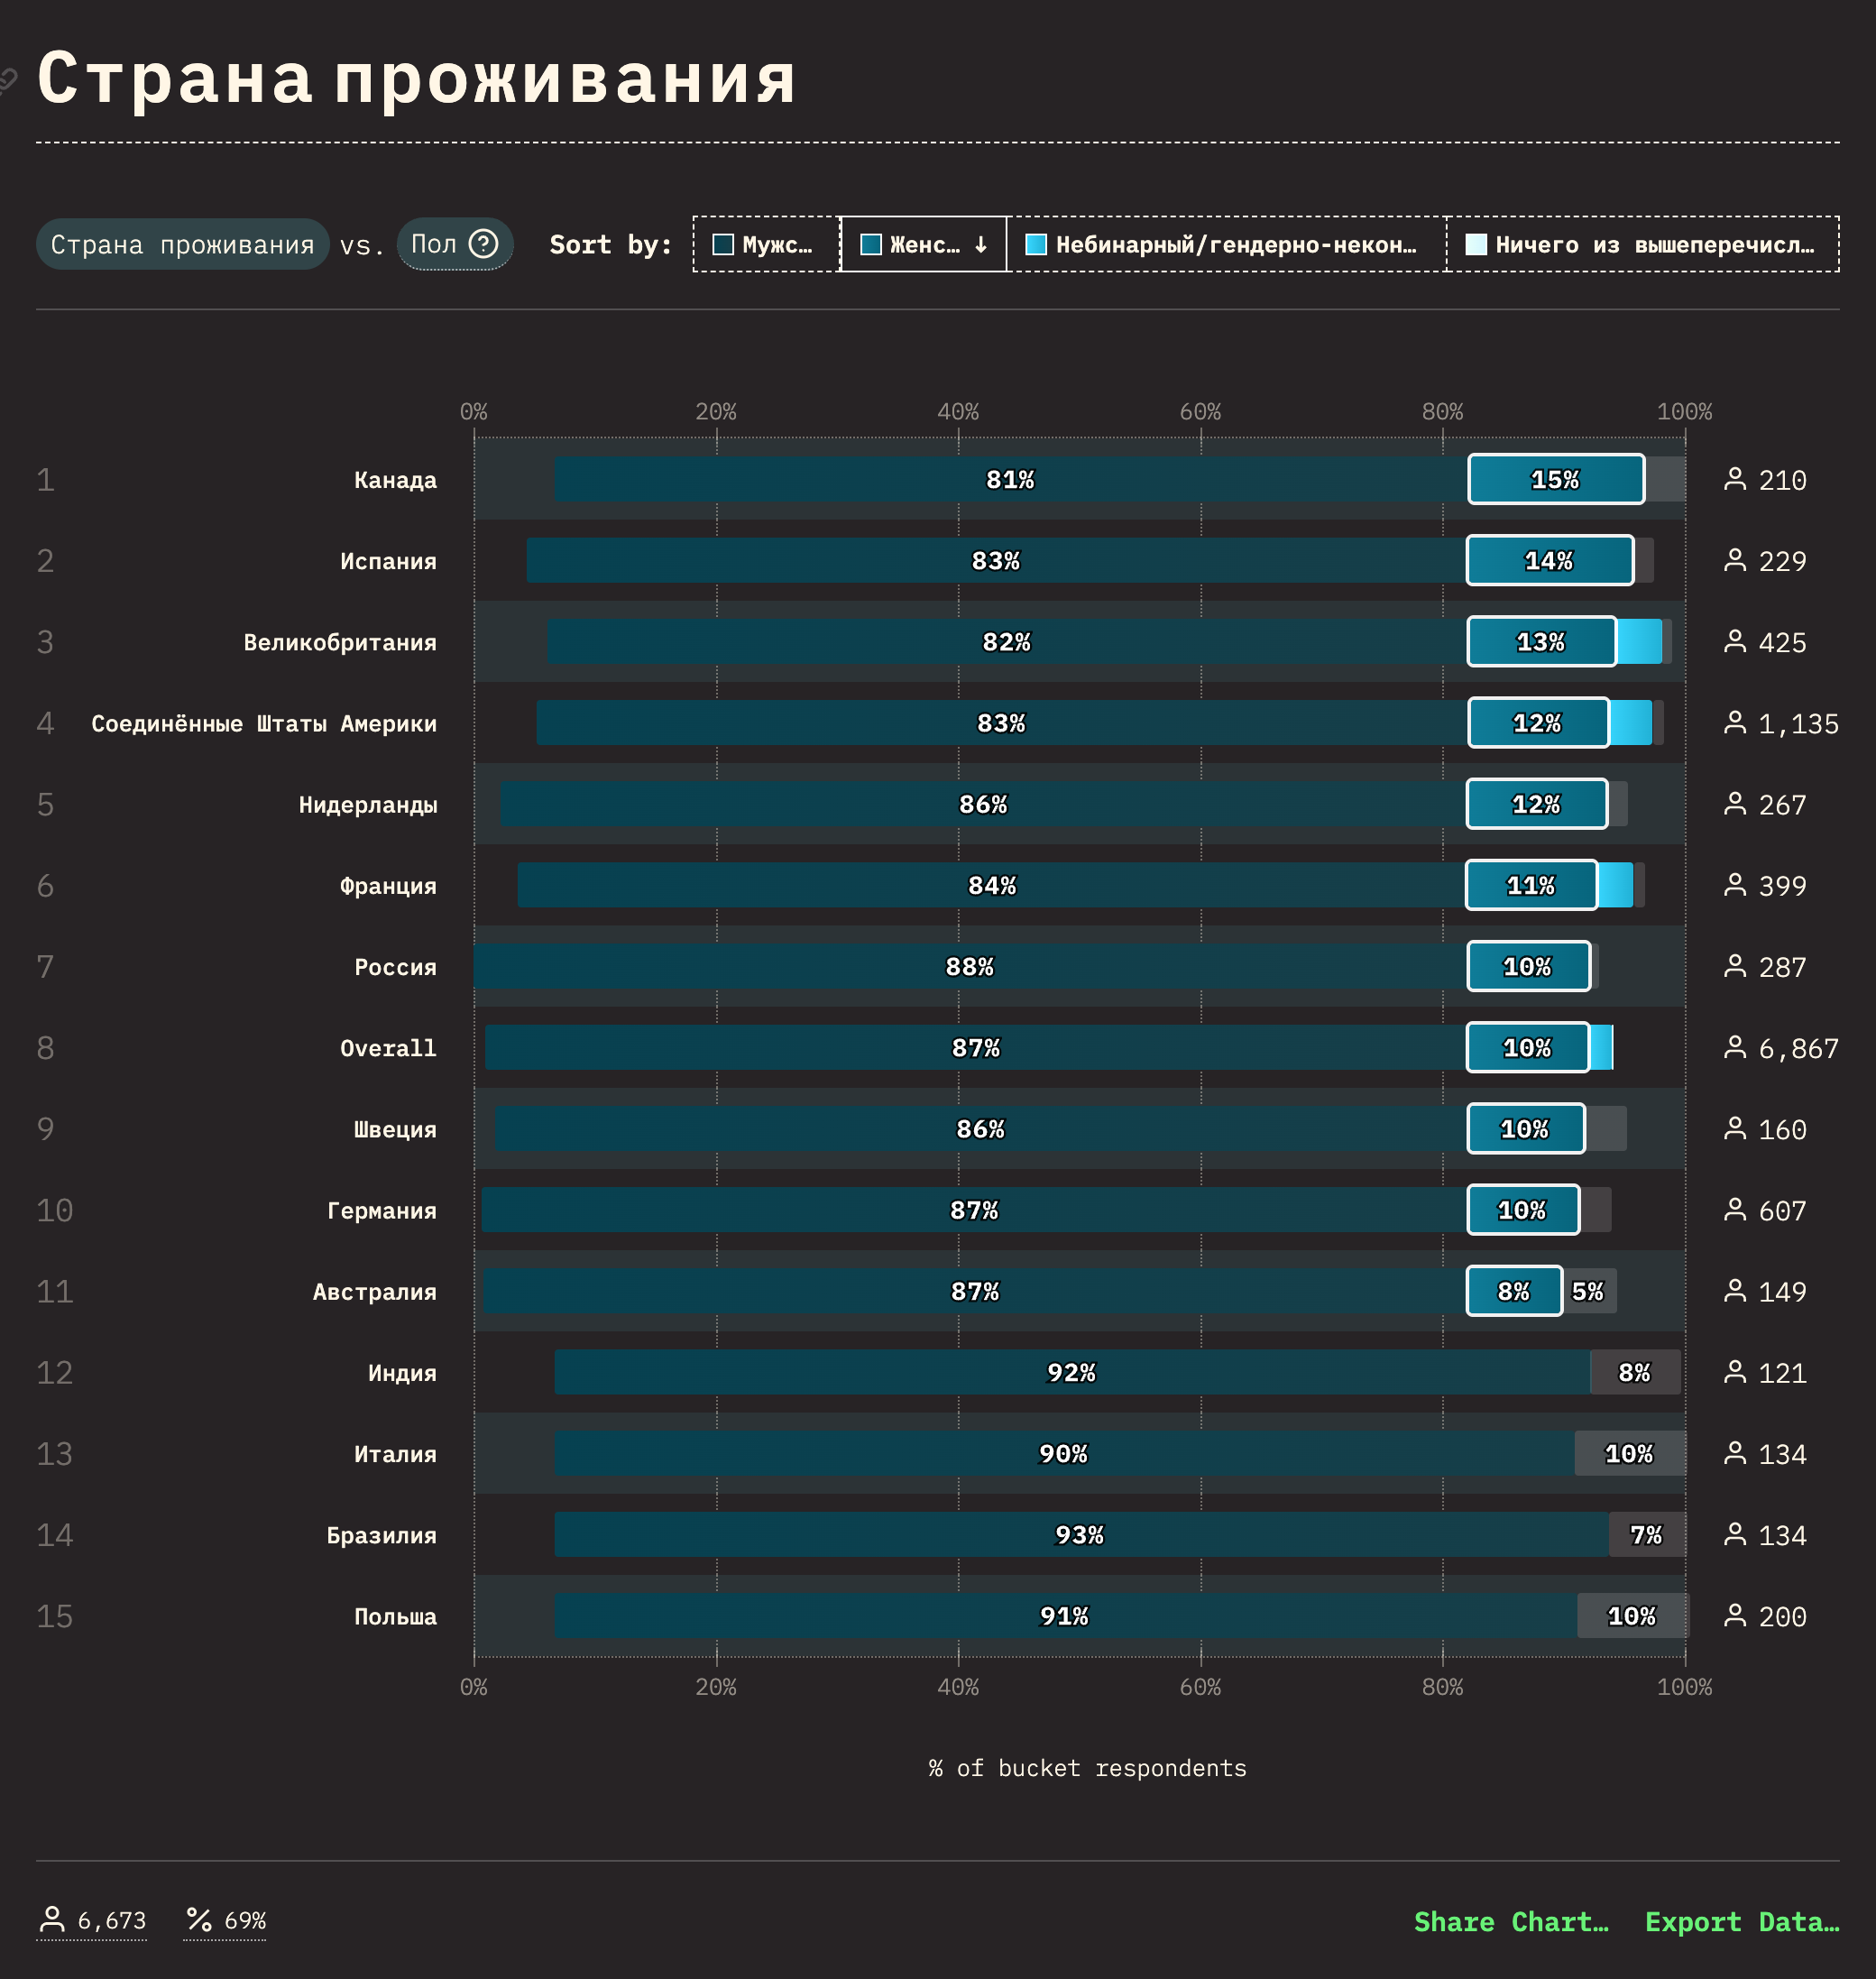 Страна проживания
Страна проживания vs. Пол ? Sort by: Мужс… Женс… ↓ Небинарный/гендерно-некон… Ничего из вышеперечисл…
0% 20% 40% 60% 80% 100%
1 Канада 81% 15% 210
2 Испания 83% 14% 229
3 Великобритания 82% 13% 425
4 Соединённые Штаты Америки 83% 12% 1,135
5 Нидерланды 86% 12% 267
6 Франция 84% 11% 399
7 Россия 88% 10% 287
8 Overall 87% 10% 6,867
9 Швеция 86% 10% 160
10 Германия 87% 10% 607
11 Австралия 87% 8% 5% 149
12 Индия 92% 8% 121
13 Италия 90% 10% 134
14 Бразилия 93% 7% 134
15 Польша 91% 10% 200
0% 20% 40% 60% 80% 100%
% of bucket respondents
6,673 % 69% Share Chart… Export Data…